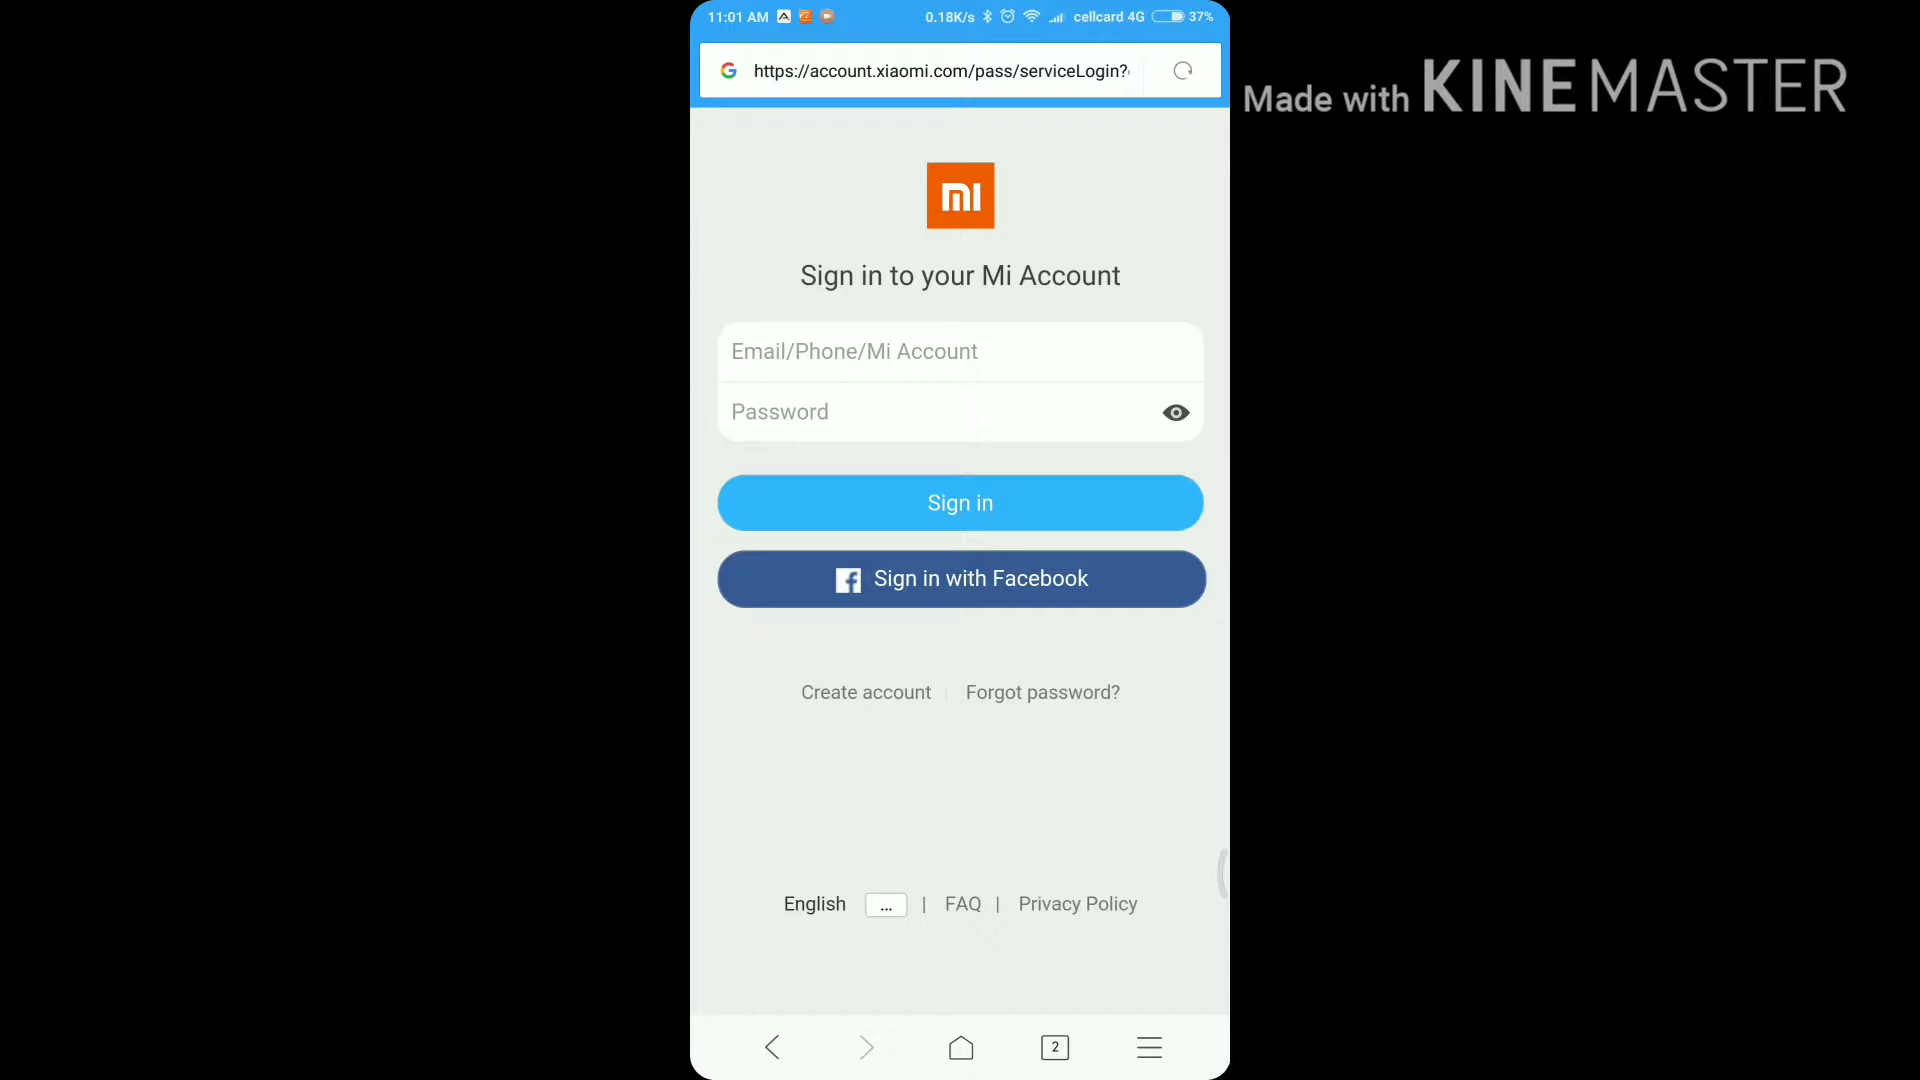 11:01 AM 0.18K/s cellcard 4G 37%
https://account.xiaomi.com/pass/serviceLogin?
Made with KINEMASTER
mi
Sign in to your Mi Account
Email/Phone/Mi Account
Password
Sign in
Sign in with Facebook
Create account Forgot password?
English ... | FAQ | Privacy Policy
2